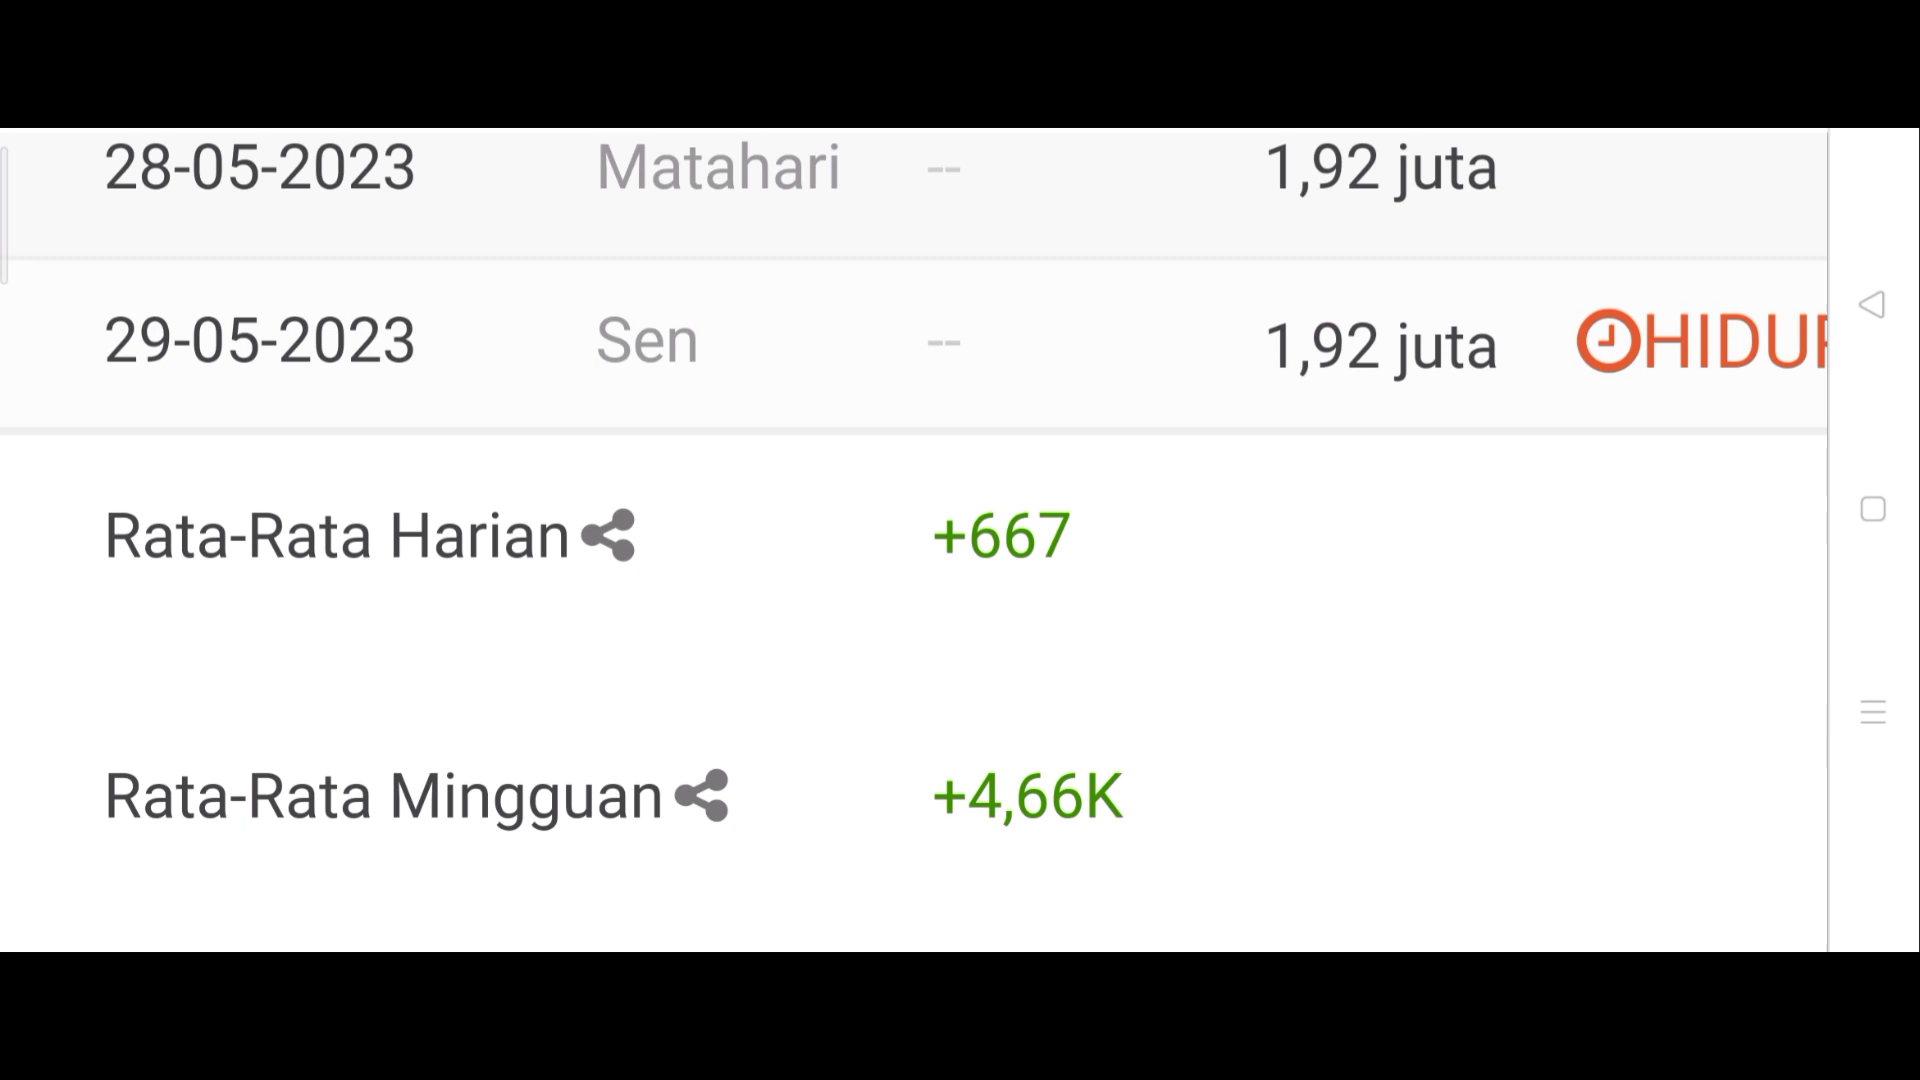 28-05-2023 Matahari -- 1,92 juta
29-05-2023 Sen -- 1,92 juta HIDUP
Rata-Rata Harian +667
Rata-Rata Mingguan +4,66K